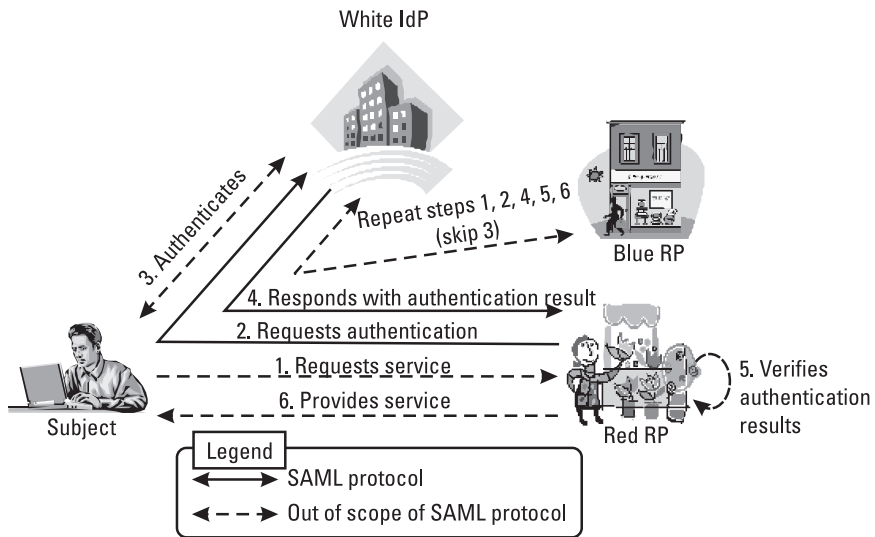 White IdP
3. Authenticates
Repeat steps 1, 2, 4, 5, 6
(skip 3)
Blue RP
4. Responds with authentication result
2. Requests authentication
1. Requests service
6. Provides service
5. Verifies
authentication
results
Subject
Red RP
Legend
SAML protocol
Out of scope of SAML protocol